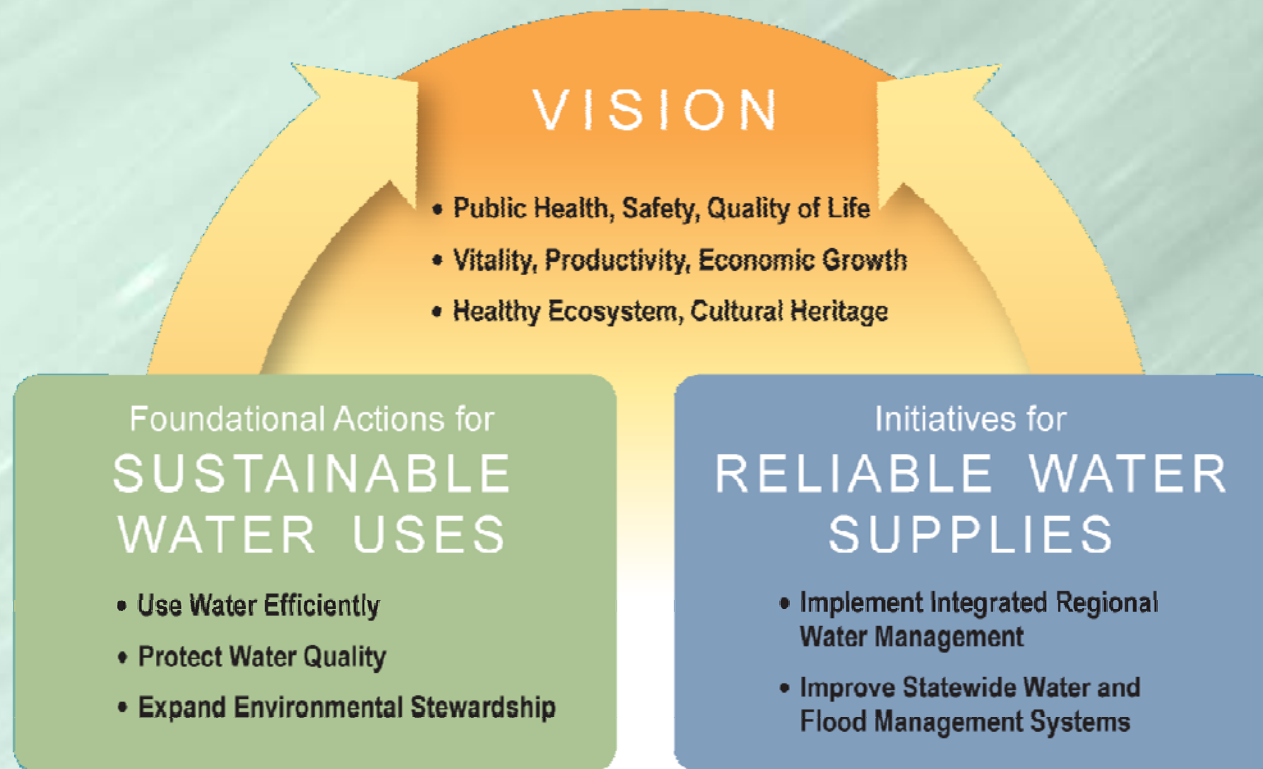 VISION
• Public Health, Safety, Quality of Life
• Vitality, Productivity, Economic Growth
• Healthy Ecosystem, Cultural Heritage
Foundational Actions for
SUSTAINABLE
WATER USES
• Use Water Efficiently
• Protect Water Quality
• Expand Environmental Stewardship
Initiatives for
RELIABLE WATER
SUPPLIES
• Implement Integrated Regional
Water Management
• Improve Statewide Water and
Flood Management Systems